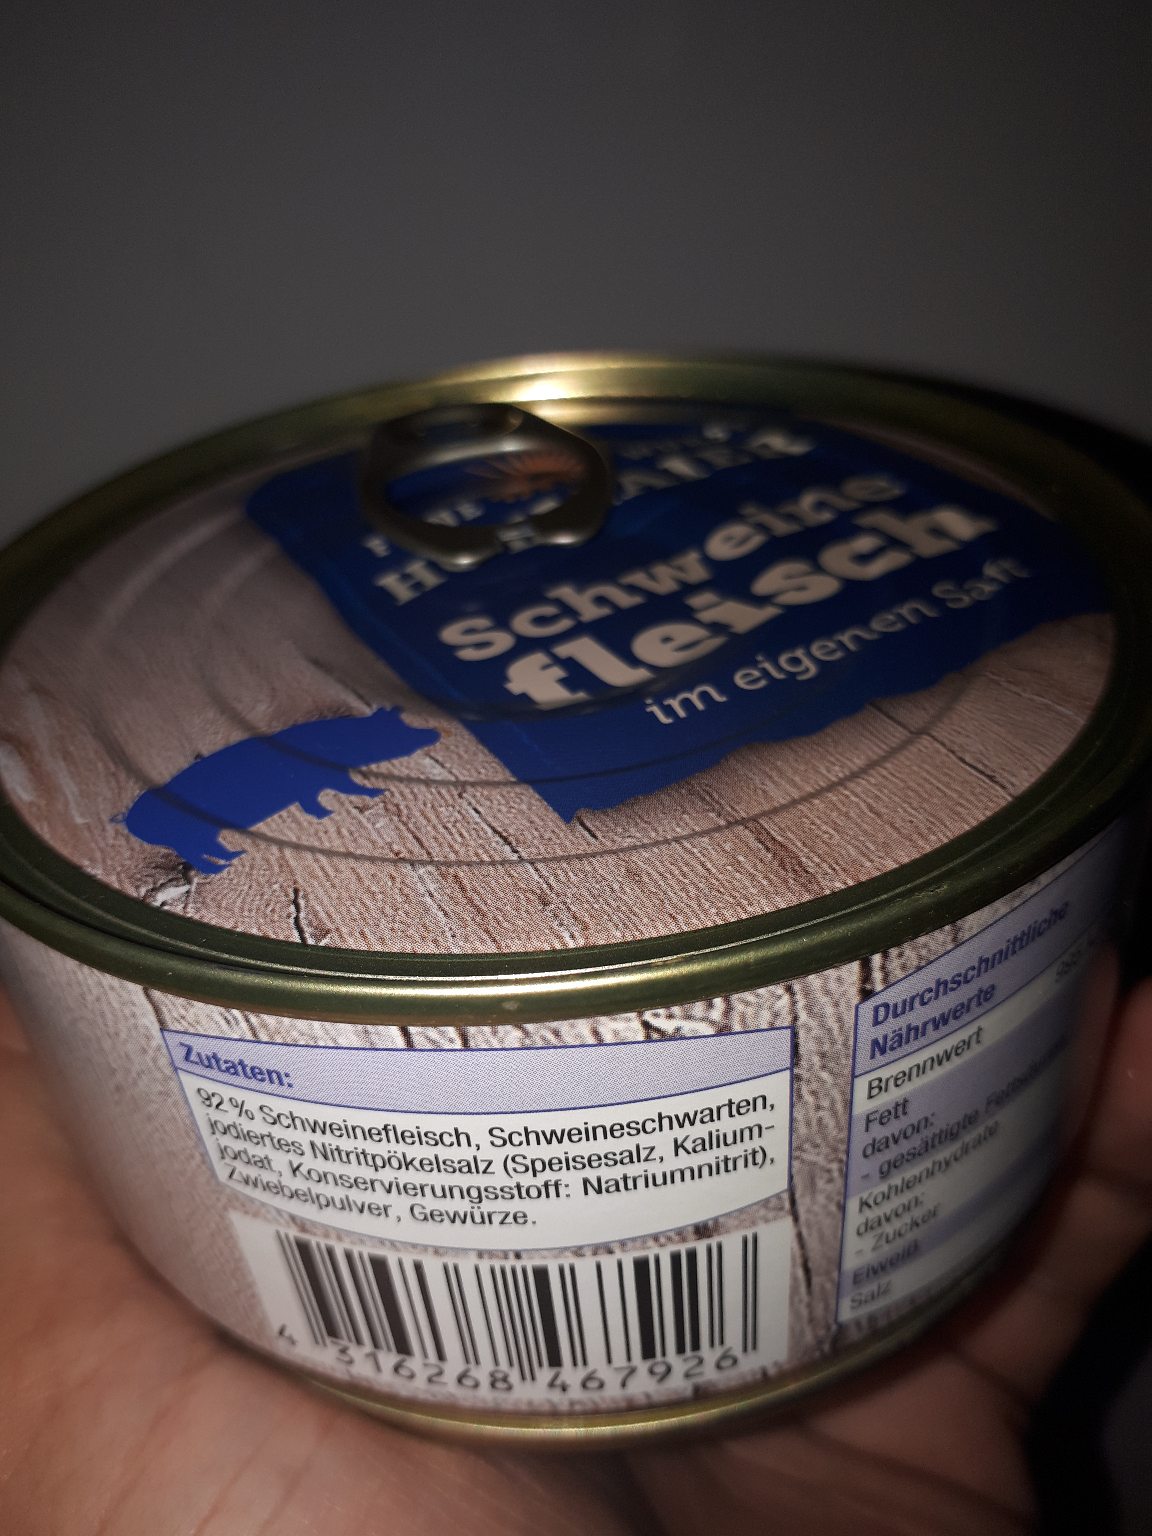 Schweine
fleisch
im eigenen Saft
Zutaten:
92% Schweinefleisch, Schweineschwarten,
jodiertes Nitritpökelsalz (Speisesalz, Kalium-
jodat, Konservierungsstoff: Natriumnitrit),
Zwiebelpulver, Gewürze.
4 316268 467926
Durchschnittliche
Nährwerte
Brennwert
Fett
davon:
- gesättigte
Kohlenhydrate
davon:
- Zucker
Eiweiß
Salz